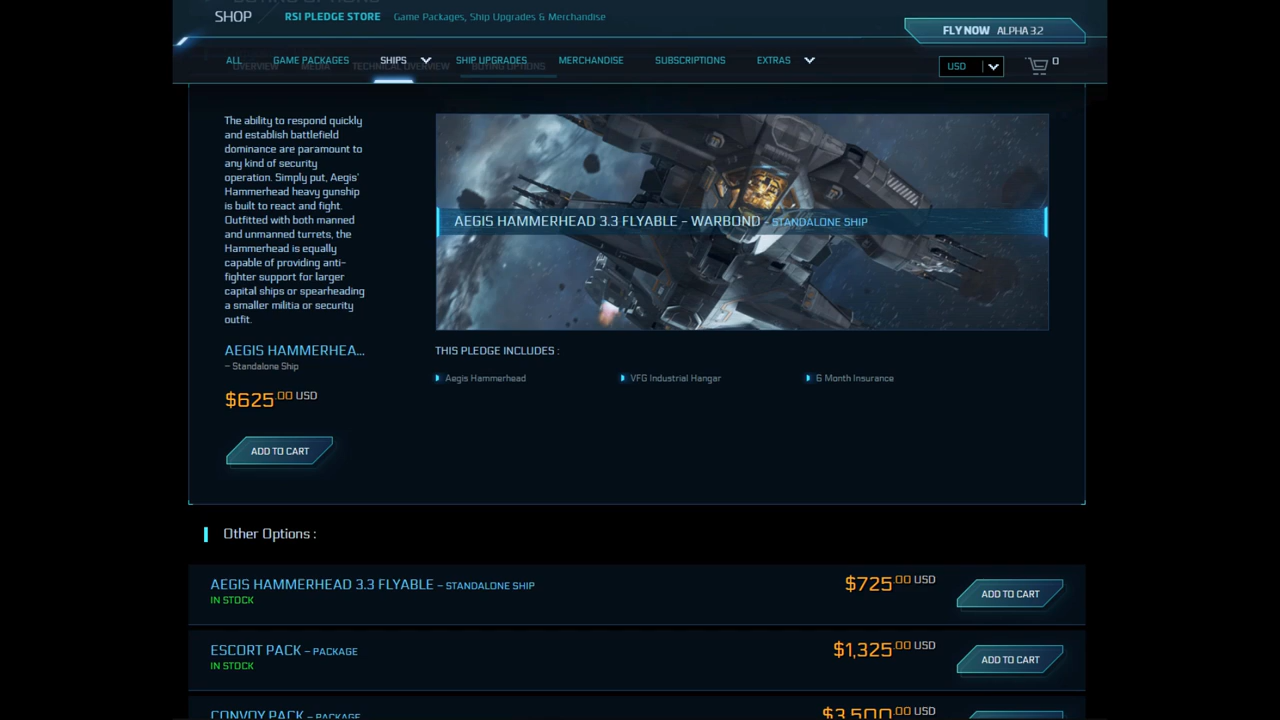 SHOP
RSI PLEDGE STORE
Game Packages, Ship Upgrades & Merchandise
FLY NOW ALPHA 3.2
ALL
GAME PACKAGES
SHIPS
SHIP UPGRADES
MERCHANDISE
SUBSCRIPTIONS
EXTRAS
USD
0
OVERVIEW
MEDIA
TECHNICAL OVERVIEW
BUYING OPTIONS
The ability to respond quickly
and establish battlefield
dominance are paramount to
any kind of security
operation. Simply put, Aegis'
Hammerhead heavy gunship
is built to react and fight.
Outfitted with both manned
and unmanned turrets, the
Hammerhead is equally
capable of providing anti-
fighter support for larger
capital ships or spearheading
a smaller militia or security
outfit.
AEGIS HAMMERHEA...
– Standalone Ship
$625.00 USD
ADD TO CART
AEGIS HAMMERHEAD 3.3 FLYABLE – WARBOND - STANDALONE SHIP
THIS PLEDGE INCLUDES :
Aegis Hammerhead
VFG Industrial Hangar
6 Month Insurance
Other Options :
AEGIS HAMMERHEAD 3.3 FLYABLE – STANDALONE SHIP
IN STOCK
$725.00 USD
ADD TO CART
ESCORT PACK – PACKAGE
IN STOCK
$1,325.00 USD
ADD TO CART
CONVOY PACK – PACKAGE
$3,500.00 USD